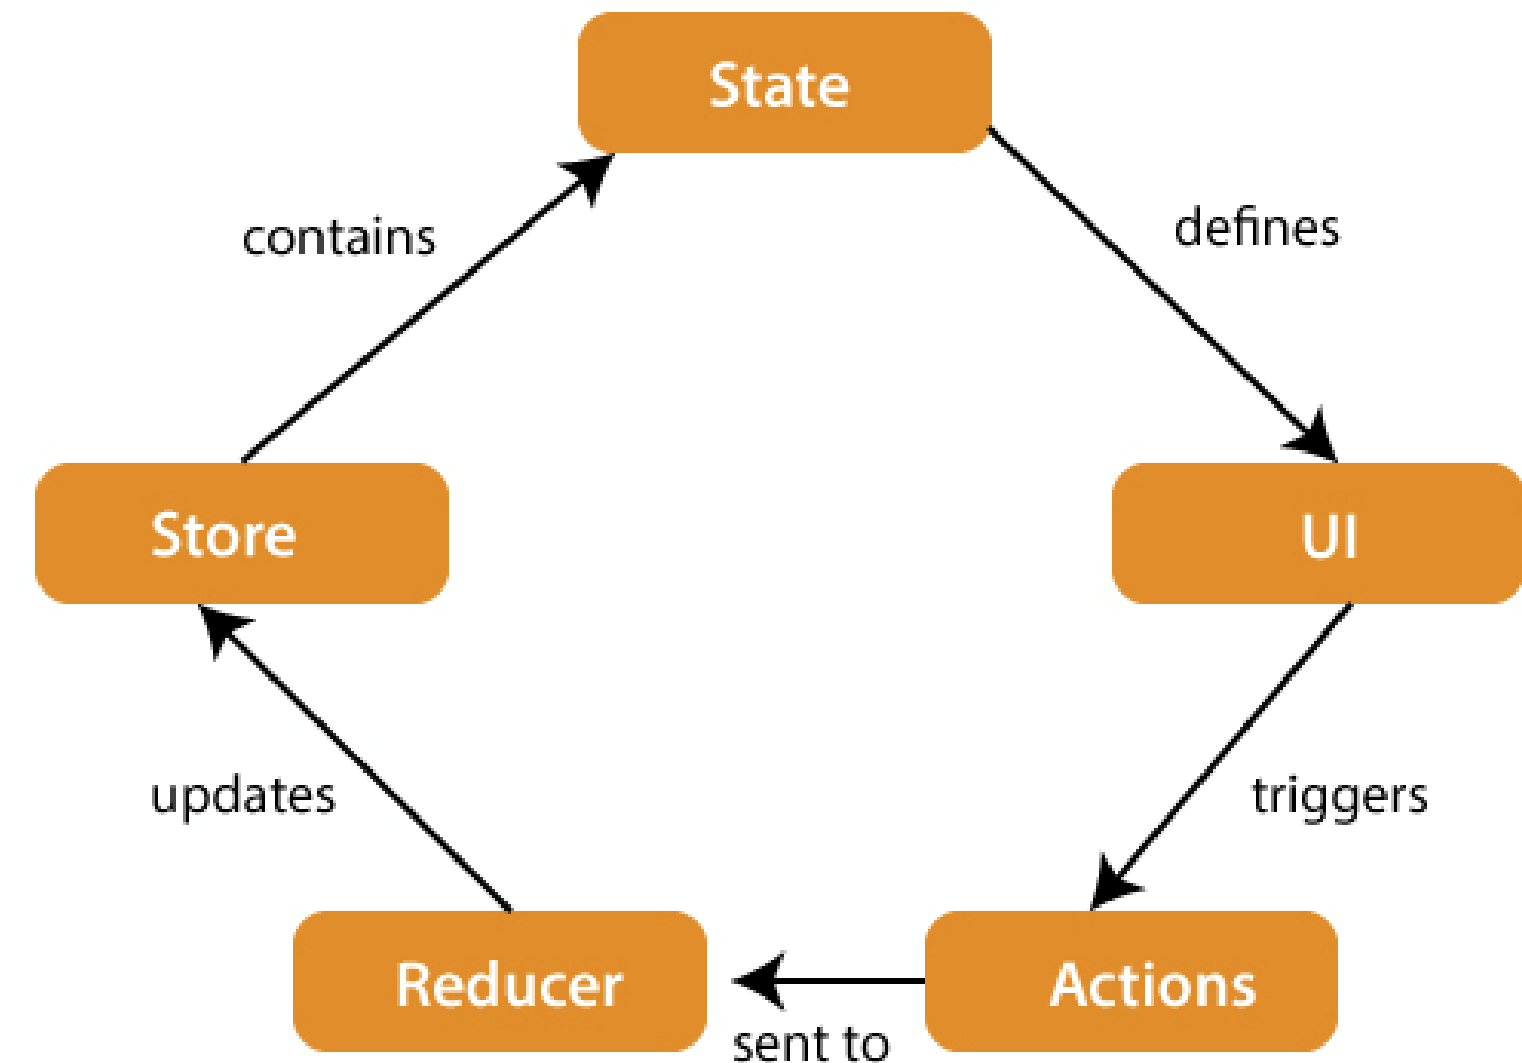 State
contains
defines
Store
UI
updates
triggers
Reducer
Actions
sent to